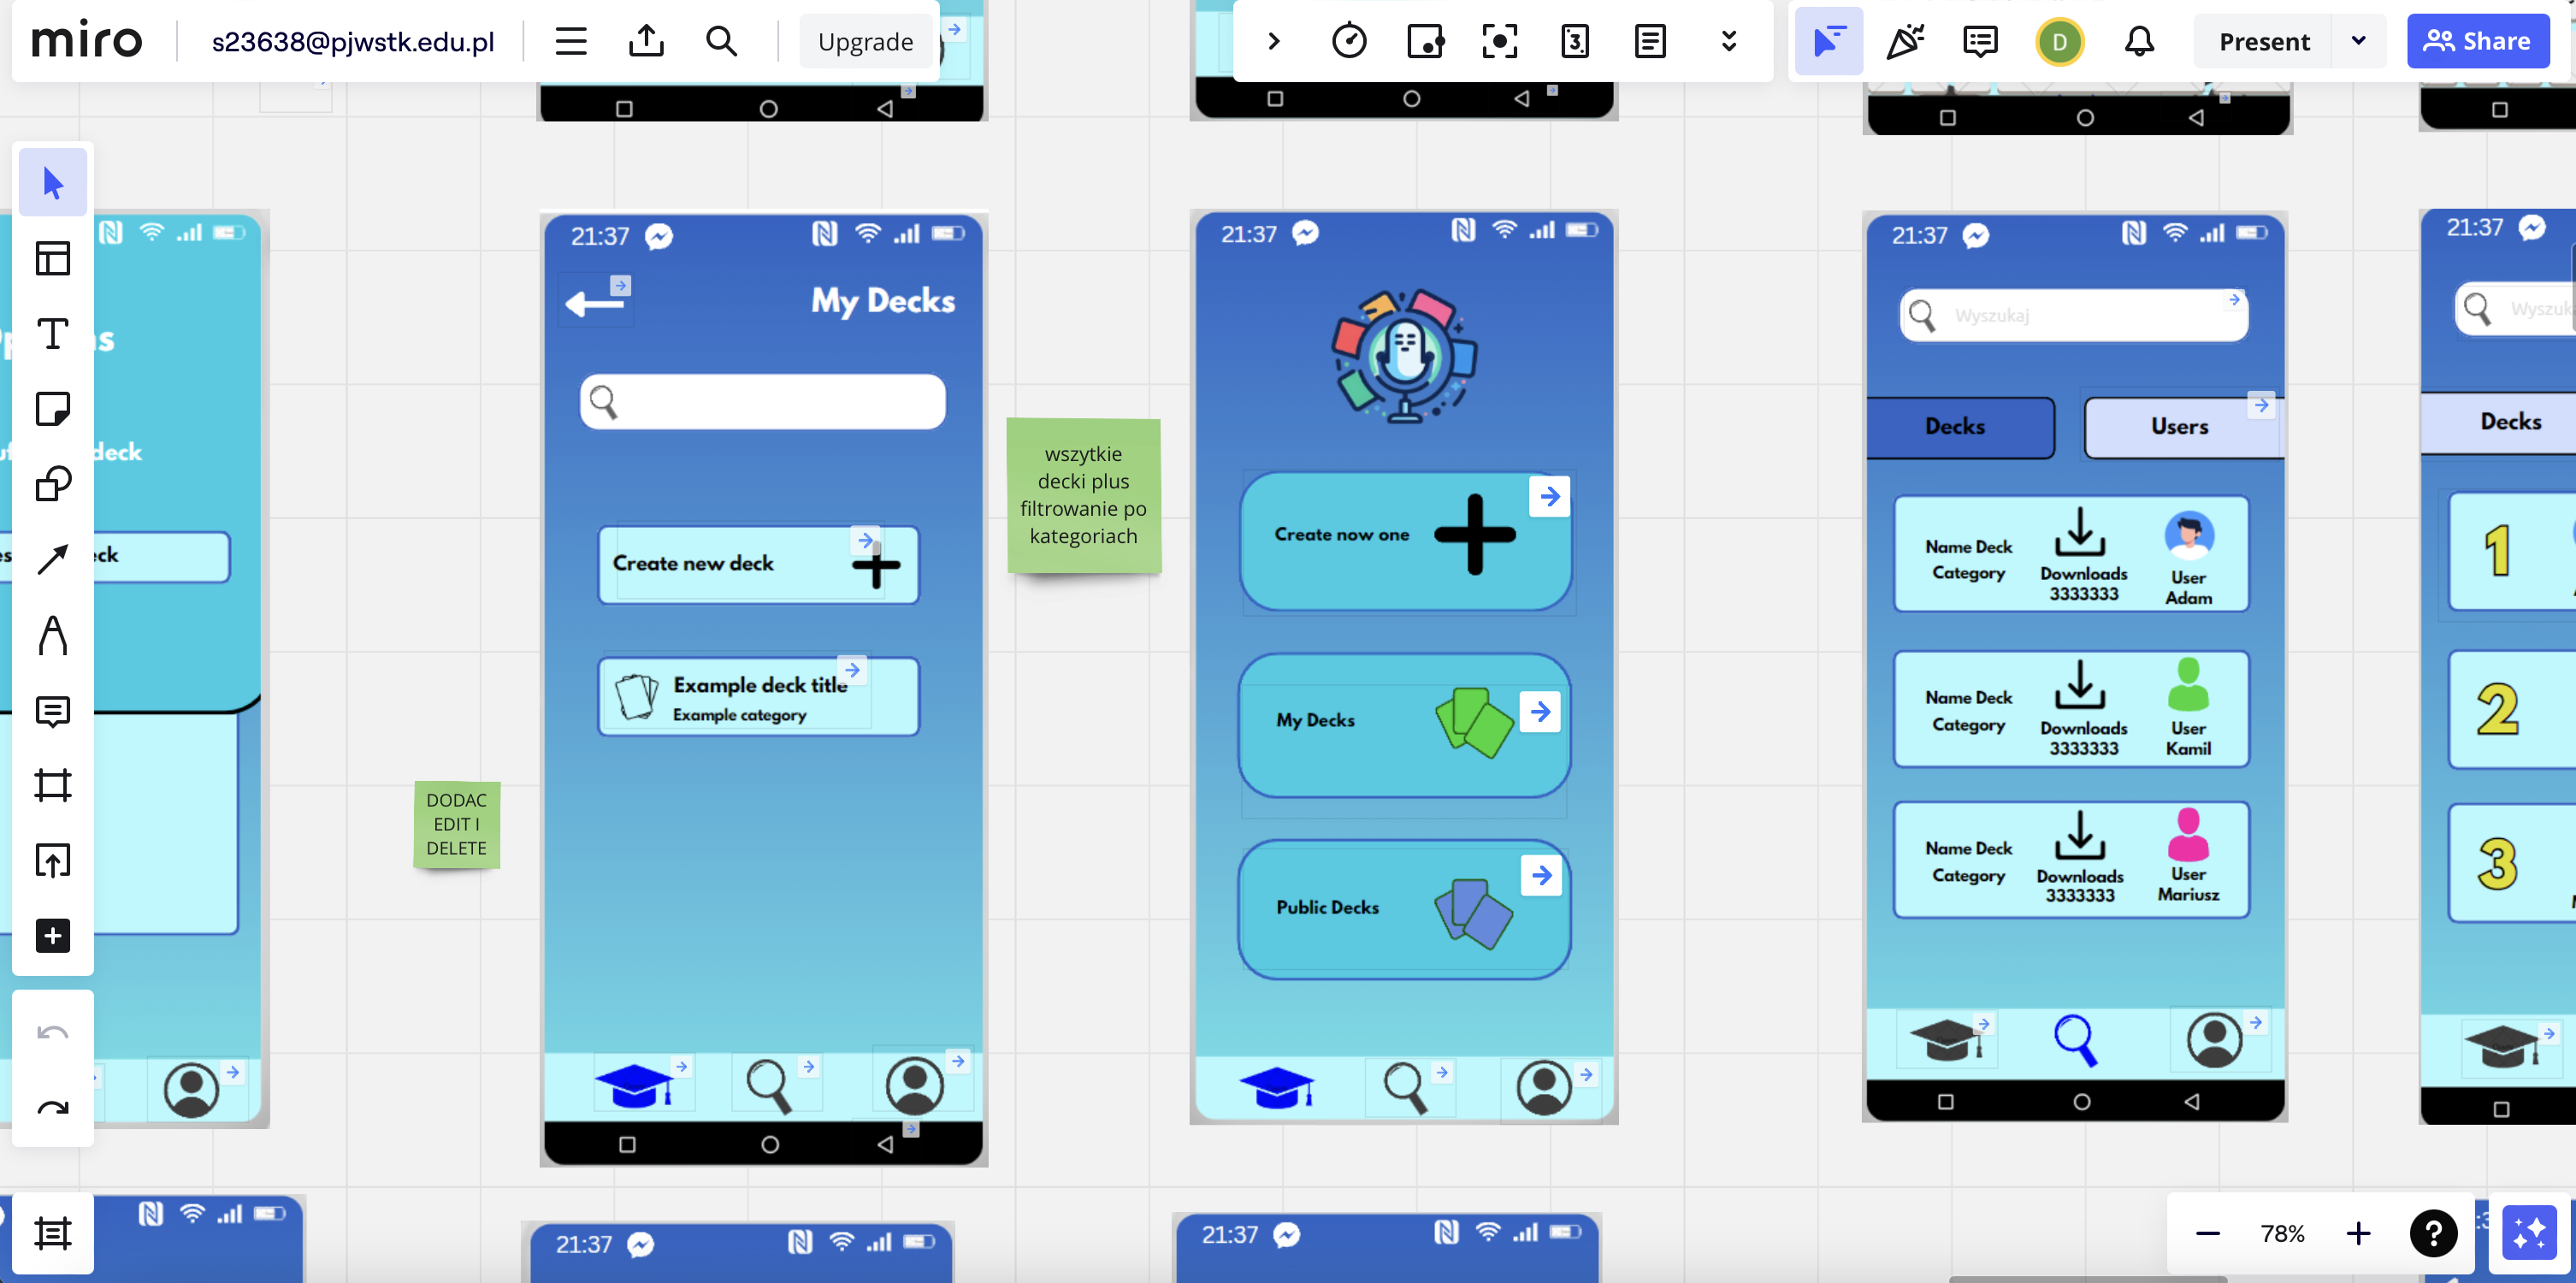 miro
s23638@pjwstk.edu.pl
Upgrade
D
Present
Share
deck
21:37
My Decks
Create new deck
Example deck title
Example category
DODAC
EDIT I
DELETE
wszytkie
decki plus
filtrowanie po
kategoriach
21:37
Create now one
My Decks
Public Decks
21:37
Wyszukaj
Decks
Users
Name Deck
Category
Downloads
3333333
User
Adam
Name Deck
Category
Downloads
3333333
User
Kamil
Name Deck
Category
Downloads
3333333
User
Mariusz
21:37
Decks
1
2
3
21:37
21:37
78%